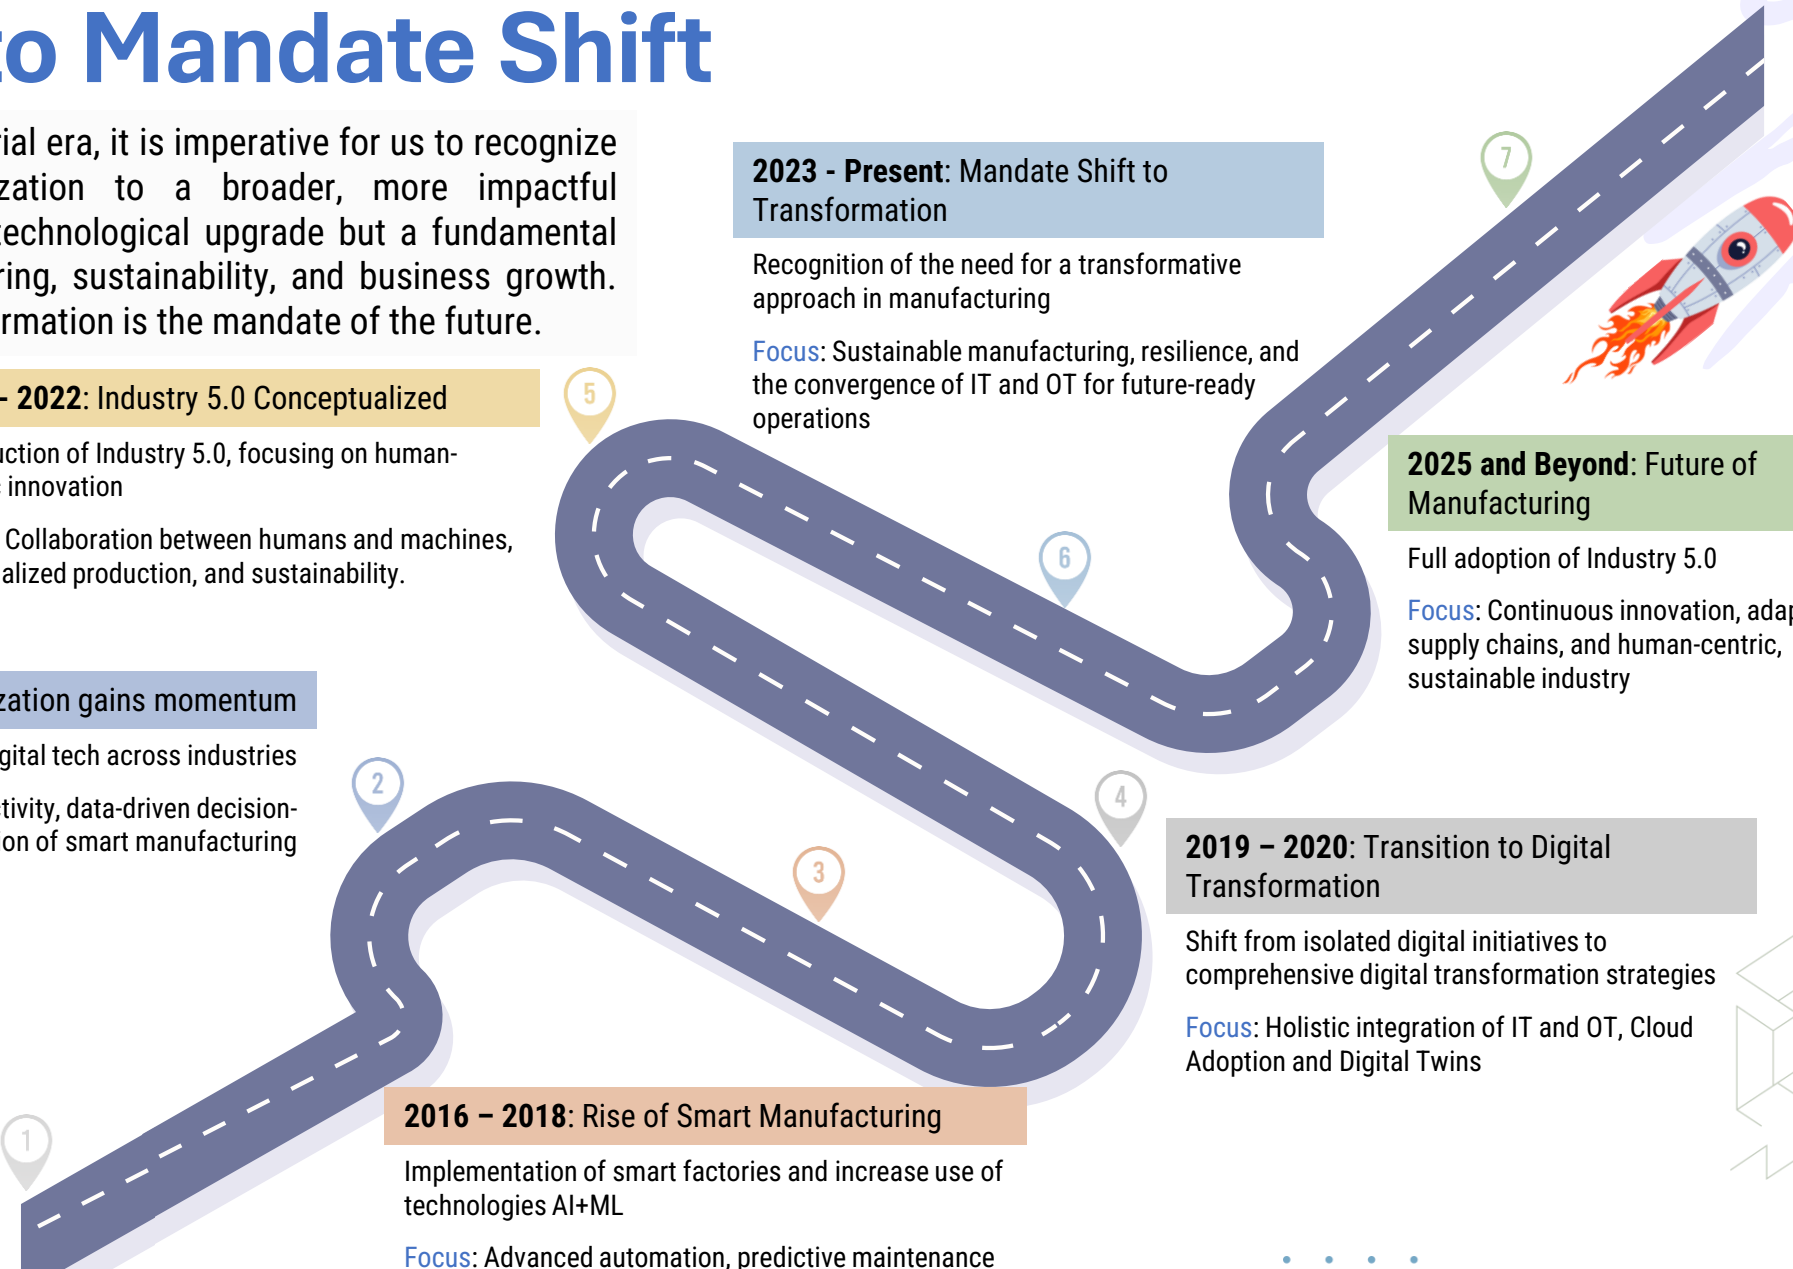 to Mandate Shift
rial era, it is imperative for us to recognize
zation to a broader, more impactful
technological upgrade but a fundamental
ring, sustainability, and business growth.
rmation is the mandate of the future.
2023 - Present: Mandate Shift to
Transformation
Recognition of the need for a transformative
approach in manufacturing
Focus: Sustainable manufacturing, resilience, and
the convergence of IT and OT for future-ready
operations
7
– 2022: Industry 5.0 Conceptualized
uction of Industry 5.0, focusing on human-
c innovation
Collaboration between humans and machines,
alized production, and sustainability.
5
6
2025 and Beyond: Future of
Manufacturing
Full adoption of Industry 5.0
Focus: Continuous innovation, adap
supply chains, and human-centric,
sustainable industry
zation gains momentum
gital tech across industries
tivity, data-driven decision-
ion of smart manufacturing
2
3
4
2019 – 2020: Transition to Digital
Transformation
Shift from isolated digital initiatives to
comprehensive digital transformation strategies
Focus: Holistic integration of IT and OT, Cloud
Adoption and Digital Twins
1
2016 – 2018: Rise of Smart Manufacturing
Implementation of smart factories and increase use of
technologies AI+ML
Focus: Advanced automation, predictive maintenance